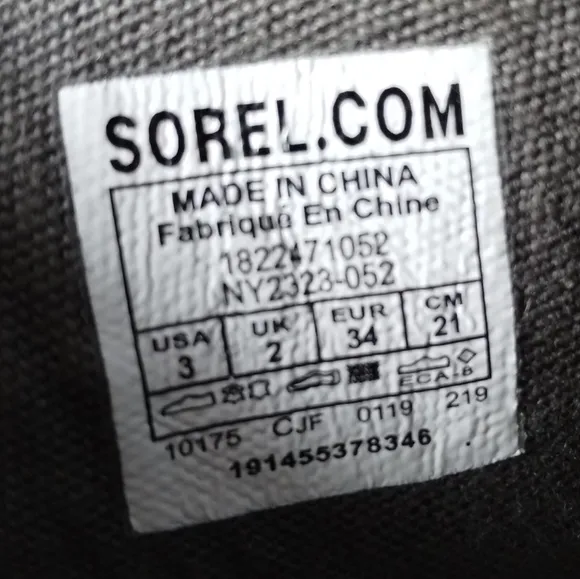 SOREL.COM
MADE IN CHINA
Fabriqué En Chine
1822471052
NY2323-052
USA UK EUR CM
3 2 34 21
ECA-B
10175 CJF 0119 219
191455378346